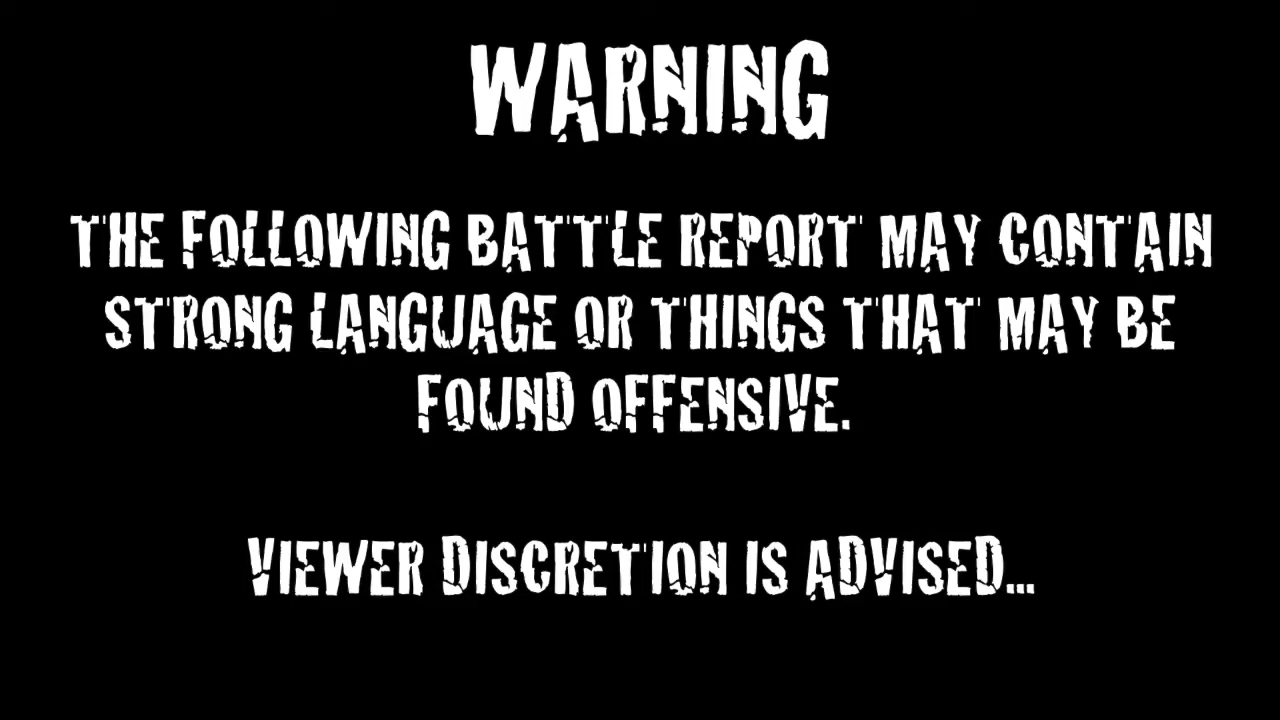 WARNING
THE FOLLOWING BATTLE REPORT MAY CONTAIN
STRONG LANGUAGE OR THINGS THAT MAY BE
FOUND OFFENSIVE.
VIEWER DISCRETION IS ADVISED...